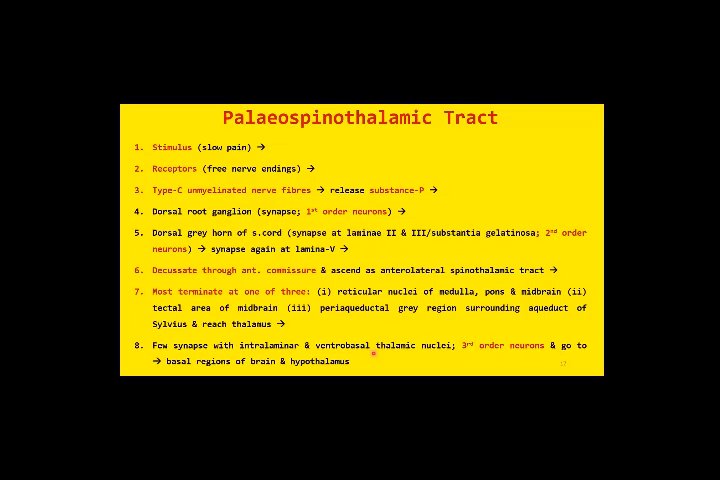 Palaeospinothalamic Tract
1. Stimulus (slow pain) →
2. Receptors (free nerve endings) →
3. Type-C unmyelinated nerve fibres → release substance-P →
4. Dorsal root ganglion (synapse; 1st order neurons) →
5. Dorsal grey horn of s.cord (synapse at laminae II & III/substantia gelatinosa; 2nd order
neurons) → synapse again at lamina-V →
6. Decussate through ant. commissure & ascend as anterolateral spinothalamic tract →
7. Most terminate at one of three: (i) reticular nuclei of medulla, pons & midbrain (ii)
tectal area of midbrain (iii) periaqueductal grey region surrounding aqueduct of
Sylvius & reach thalamus →
8. Few synapse with intralaminar & ventrobasal thalamic nuclei; 3rd order neurons & go to
→ basal regions of brain & hypothalamus
17